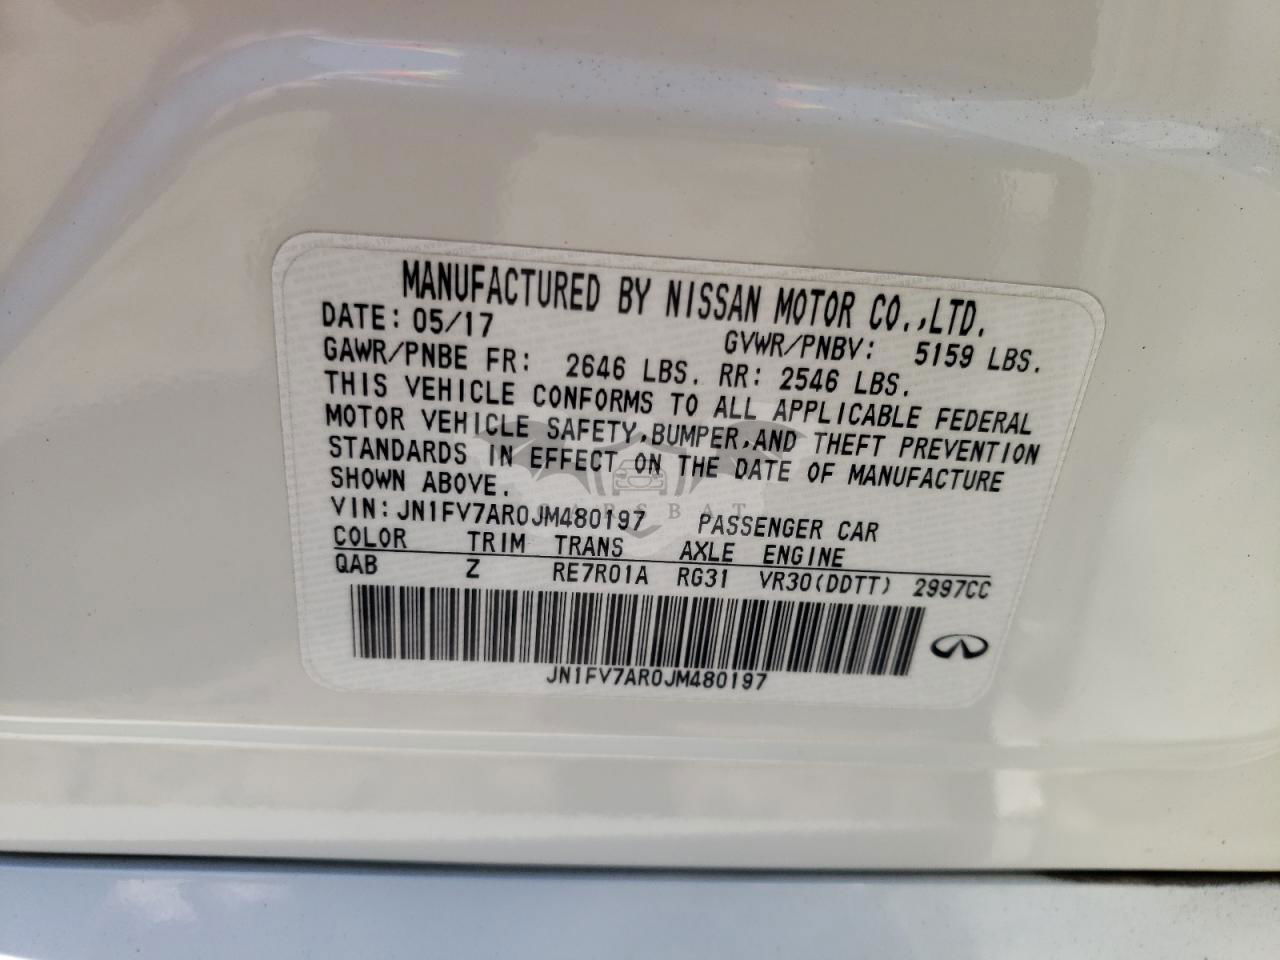 MANUFACTURED BY NISSAN MOTOR CO.,LTD.
DATE: 05/17 GVWR/PNBV: 5159 LBS.
GAWR/PNBE FR: 2646 LBS. RR: 2546 LBS.
THIS VEHICLE CONFORMS TO ALL APPLICABLE FEDERAL
MOTOR VEHICLE SAFETY,BUMPER,AND THEFT PREVENTION
STANDARDS IN EFFECT ON THE DATE OF MANUFACTURE
SHOWN ABOVE.
VIN:JN1FV7AR0JM480197 PASSENGER CAR
COLOR TRIM TRANS AXLE ENGINE
QAB Z RE7R01A RG31 VR30(DDTT) 2997CC
JN1FV7AR0JM480197
CARSBAT